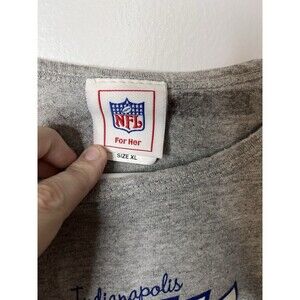 NFL
For Her
SIZE XL
Indianapolis